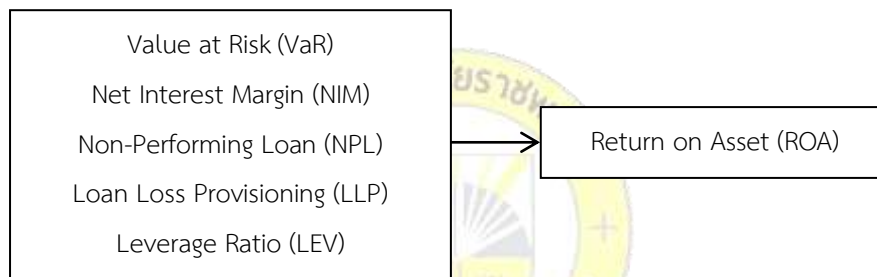 Value at Risk (VaR)
Net Interest Margin (NIM)
Non-Performing Loan (NPL)
Return on Asset (ROA)
Loan Loss Provisioning (LLP)
Leverage Ratio (LEV)